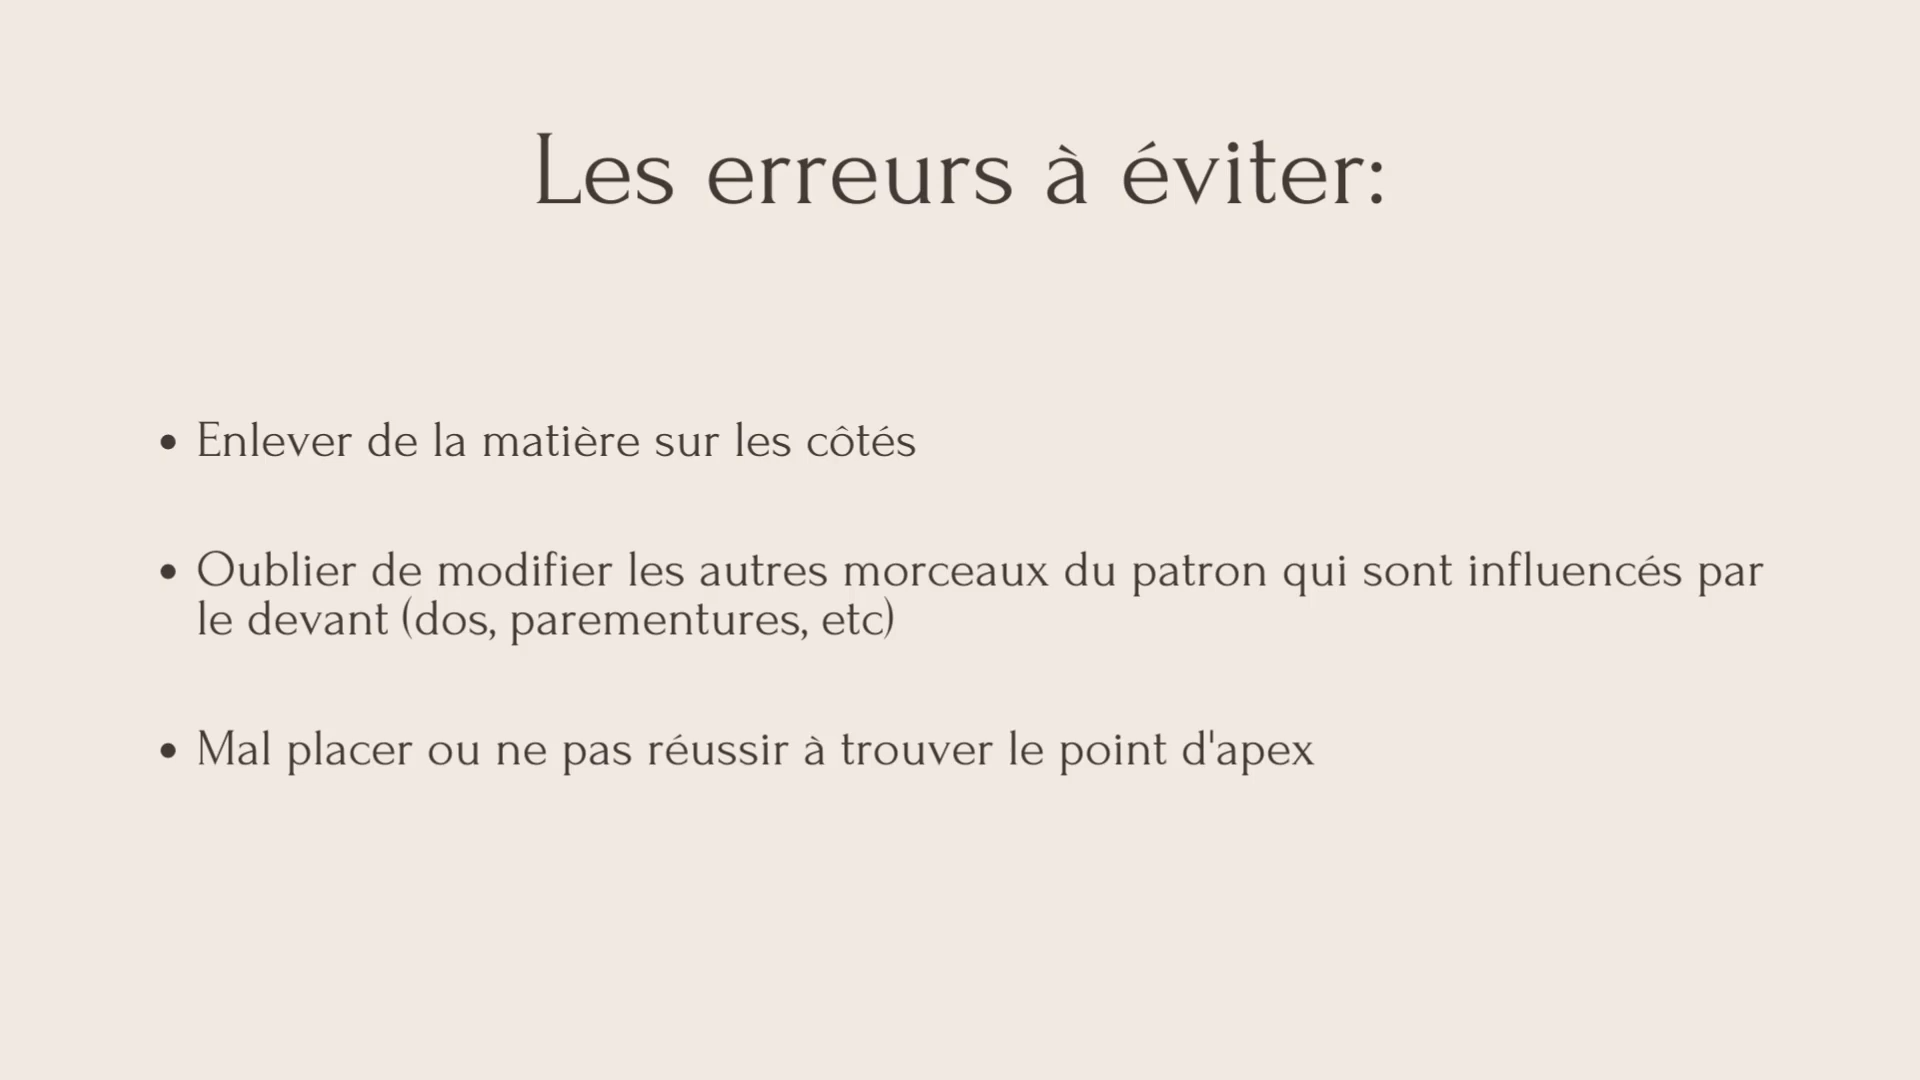 Les erreurs à éviter:
• Enlever de la matière sur les côtés
• Oublier de modifier les autres morceaux du patron qui sont influencés par
le devant (dos, parementures, etc)
• Mal placer ou ne pas réussir à trouver le point d'apex